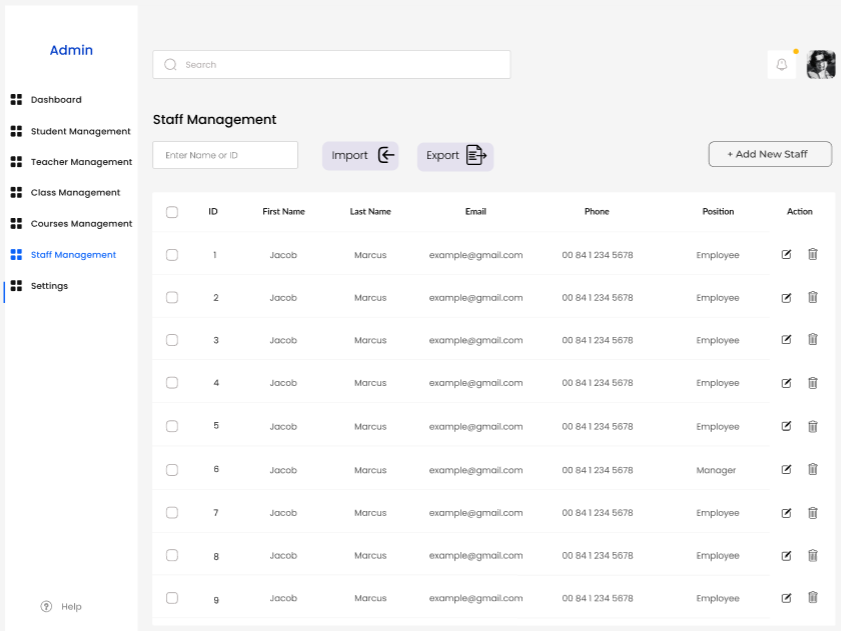 Admin
Search
Dashboard
Student Management
Staff Management
Teacher Management
Enter Name or ID
Import
Export
+ Add New Staff
Class Management
Courses Management
Staff Management
Settings
ID First Name Last Name Email Phone Position Action
1 Jacob Marcus example@gmail.com 00 84 1 234 5678 Employee
2 Jacob Marcus example@gmail.com 00 84 1 234 5678 Employee
3 Jacob Marcus example@gmail.com 00 84 1 234 5678 Employee
4 Jacob Marcus example@gmail.com 00 84 1 234 5678 Employee
5 Jacob Marcus example@gmail.com 00 84 1 234 5678 Employee
6 Jacob Marcus example@gmail.com 00 84 1 234 5678 Manager
7 Jacob Marcus example@gmail.com 00 84 1 234 5678 Employee
8 Jacob Marcus example@gmail.com 00 84 1 234 5678 Employee
9 Jacob Marcus example@gmail.com 00 84 1 234 5678 Employee
Help